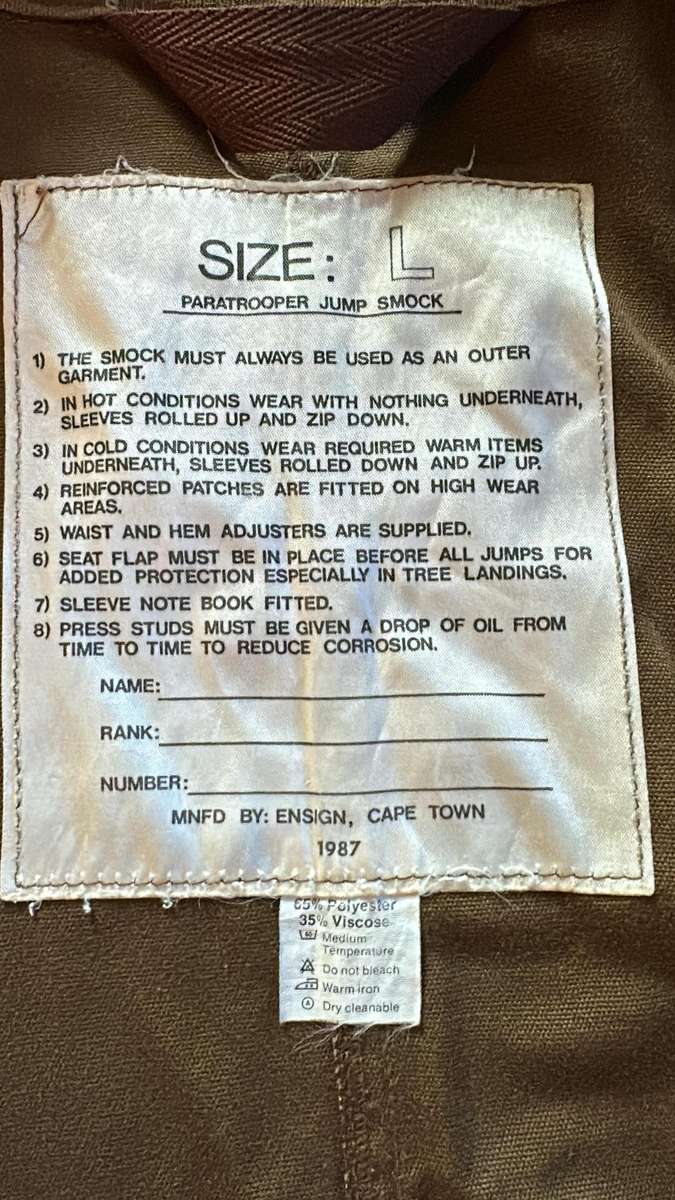 SIZE: L
PARATROOPER JUMP SMOCK
1) THE SMOCK MUST ALWAYS BE USED AS AN OUTER
GARMENT.
2) IN HOT CONDITIONS WEAR WITH NOTHING UNDERNEATH,
SLEEVES ROLLED UP AND ZIP DOWN.
3) IN COLD CONDITIONS WEAR REQUIRED WARM ITEMS
UNDERNEATH, SLEEVES ROLLED DOWN AND ZIP UP.
4) REINFORCED PATCHES ARE FITTED ON HIGH WEAR
AREAS.
5) WAIST AND HEM ADJUSTERS ARE SUPPLIED.
6) SEAT FLAP MUST BE IN PLACE BEFORE ALL JUMPS FOR
ADDED PROTECTION ESPECIALLY IN TREE LANDINGS.
7) SLEEVE NOTE BOOK FITTED.
8) PRESS STUDS MUST BE GIVEN A DROP OF OIL FROM
TIME TO TIME TO REDUCE CORROSION.
NAME:
RANK:
NUMBER:
MNFD BY: ENSIGN, CAPE TOWN
1987
65% Polyester
35% Viscose
Medium
Temperature
Do not bleach
Warm iron
A Dry cleanable